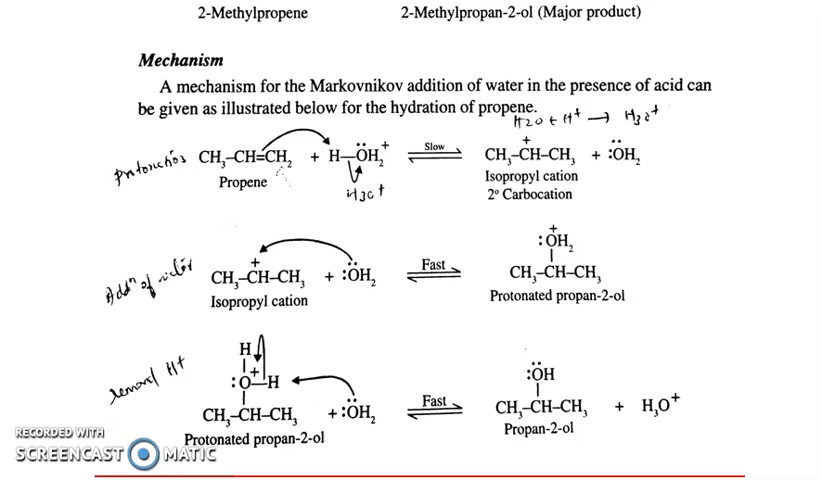 2-Methylpropene 2-Methylpropan-2-ol (Major product)
Mechanism
A mechanism for the Markovnikov addition of water in the presence of acid can
be given as illustrated below for the hydration of propene.
H2O + H⁺ → H3O⁺
CH₃–CH=CH₂ + H–ÖH₂⁺ Slow CH₃–C⁺H–CH₃ + :ÖH₂
Propene Isopropyl cation
H3O⁺ 2° Carbocation
:O⁺H₂
Addⁿ of water CH₃–C⁺H–CH₃ + :ÖH₂ Fast CH₃–CH–CH₃
Isopropyl cation Protonated propan-2-ol
removal H⁺
H
:O⁺–H :ÖH
CH₃–CH–CH₃ + :ÖH₂ Fast CH₃–CH–CH₃ + H₃O⁺
Protonated propan-2-ol Propan-2-ol
RECORDED WITH
SCREENCAST MATIC